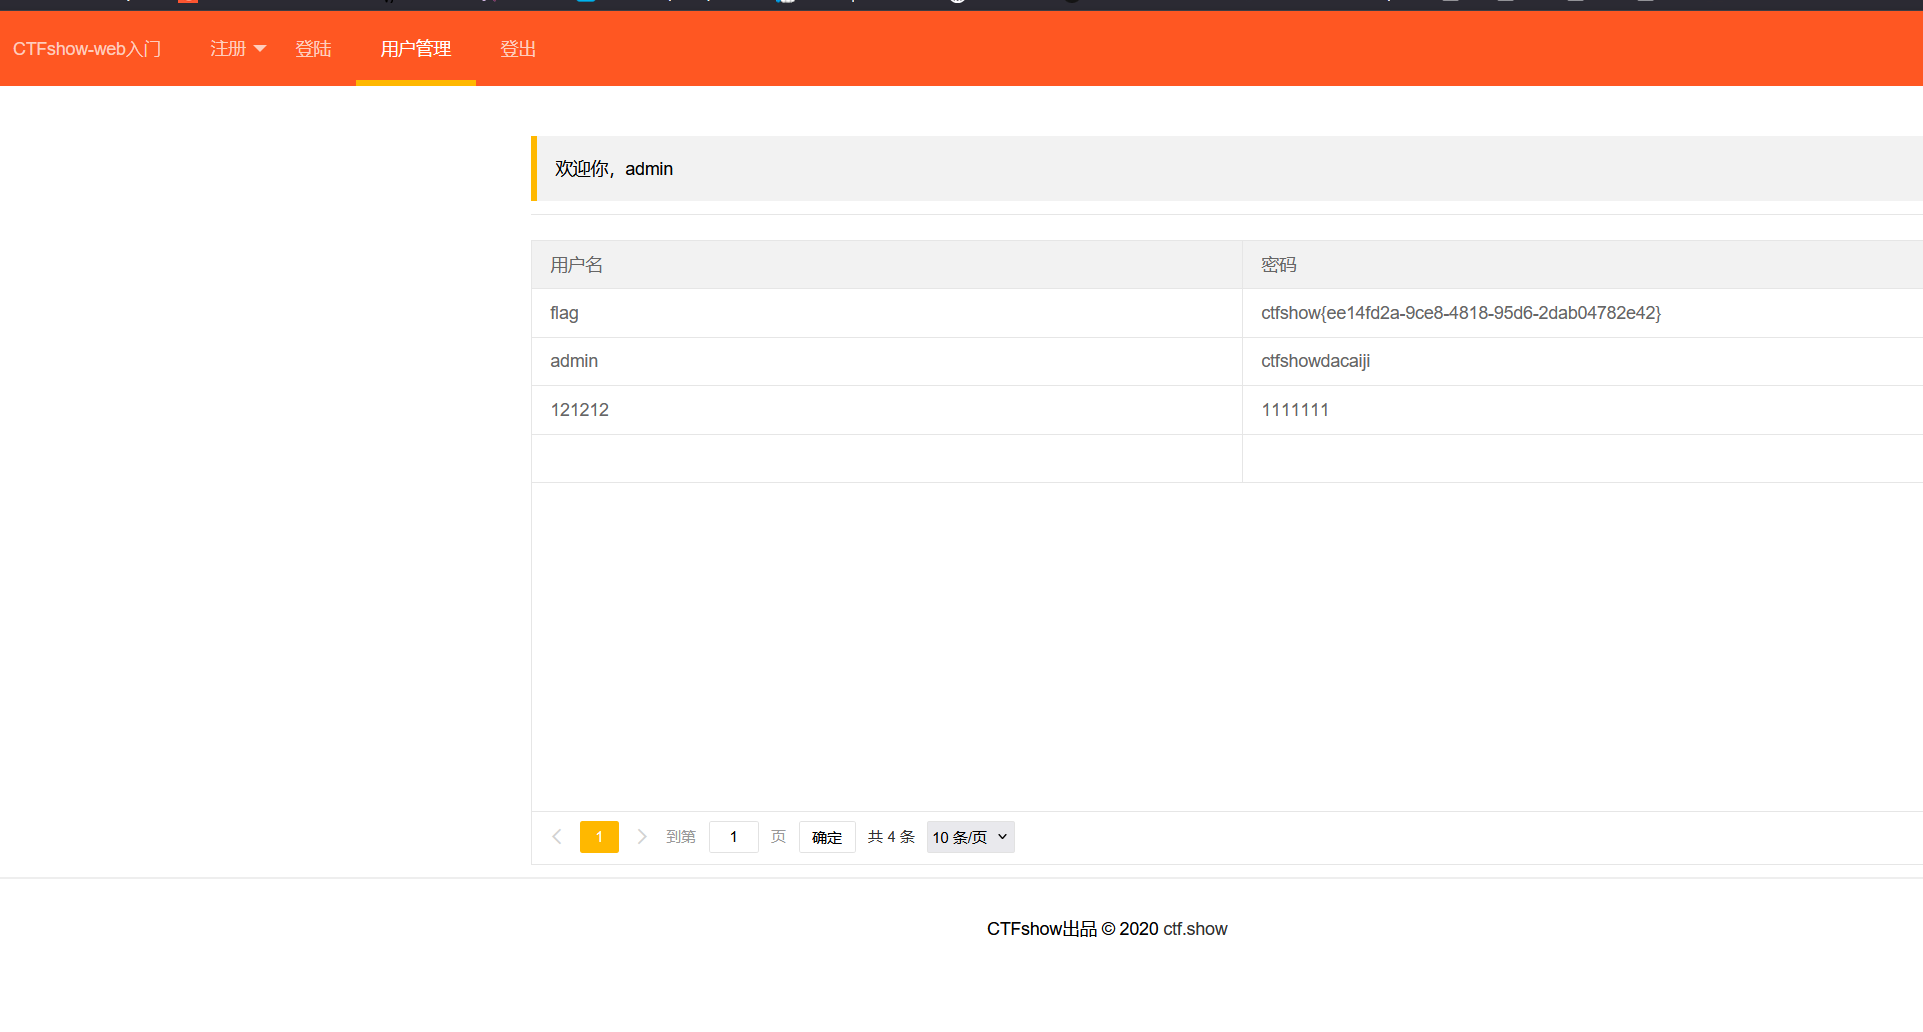 CTFshow-web入门 注册 登陆 用户管理 登出
欢迎你，admin
用户名 密码
flag ctfshow{ee14fd2a-9ce8-4818-95d6-2dab04782e42}
admin ctfshowdacaiji
121212 1111111
1 到第 1 页 确定 共 4 条 10 条/页
CTFshow出品 © 2020 ctf.show